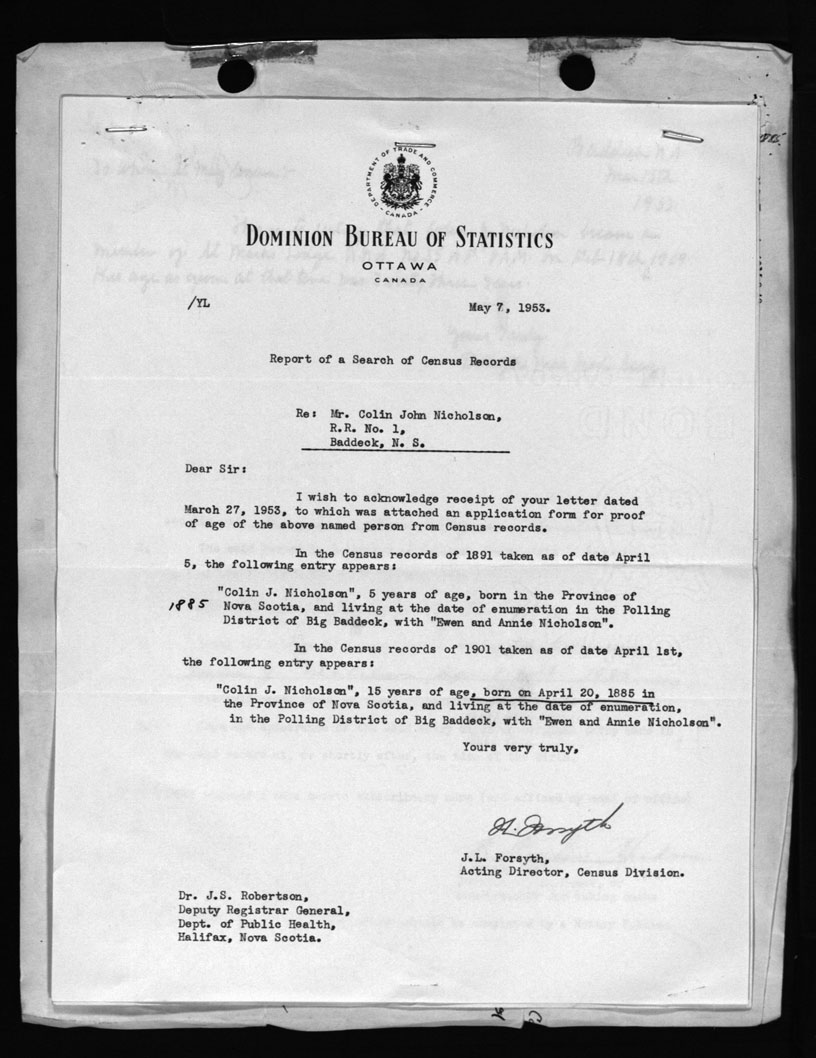 DEPARTMENT OF TRADE AND COMMERCE
CANADA
DOMINION BUREAU OF STATISTICS
OTTAWA
CANADA
/YL
May 7, 1953.
Report of a Search of Census Records
Re: Mr. Colin John Nicholson,
R.R. No. 1,
Baddeck, N. S.
Dear Sir:
I wish to acknowledge receipt of your letter dated
March 27, 1953, to which was attached an application form for proof
of age of the above named person from Census records.
In the Census records of 1891 taken as of date April
5, the following entry appears:
"Colin J. Nicholson", 5 years of age, born in the Province of
1885 Nova Scotia, and living at the date of enumeration in the Polling
District of Big Baddeck, with "Ewen and Annie Nicholson".
In the Census records of 1901 taken as of date April 1st,
the following entry appears:
"Colin J. Nicholson", 15 years of age, born on April 20, 1885 in
the Province of Nova Scotia, and living at the date of enumeration,
in the Polling District of Big Baddeck, with "Ewen and Annie Nicholson".
Yours very truly,
J.L. Forsyth,
Acting Director, Census Division.
Dr. J.S. Robertson,
Deputy Registrar General,
Dept. of Public Health,
Halifax, Nova Scotia.